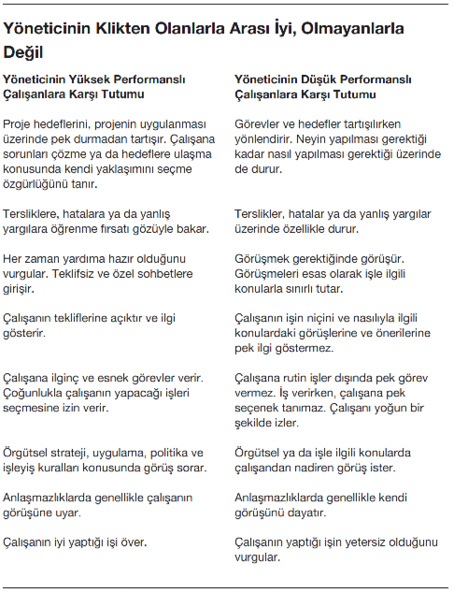 Yöneticinin Klikten Olanlarla Arası İyi, Olmayanlarla
Değil
Yöneticinin Yüksek Performanslı
Çalışanlara Karşı Tutumu
Proje hedeflerini, projenin uygulanması
üzerinde pek durmadan tartışır. Çalışana
sorunları çözme ya da hedeflere ulaşma
konusunda kendi yaklaşımını seçme
özgürlüğünü tanır.
Tersliklere, hatalara ya da yanlış
yargılara öğrenme fırsatı gözüyle bakar.
Her zaman yardıma hazır olduğunu
vurgular. Teklifsiz ve özel sohbetlere
girişir.
Çalışanın tekliflerine açıktır ve ilgi
gösterir.
Çalışana ilginç ve esnek görevler verir.
Çoğunlukla çalışanın yapacağı işleri
seçmesine izin verir.
Örgütsel strateji, uygulama, politika ve
işleyiş kuralları konusunda görüş sorar.
Anlaşmazlıklarda genellikle çalışanın
görüşüne uyar.
Çalışanın iyi yaptığı işi över.
Yöneticinin Düşük Performanslı
Çalışanlara Karşı Tutumu
Görevler ve hedefler tartışılırken
yönlendirir. Neyin yapılması gerektiği
kadar nasıl yapılması gerektiği üzerinde
de durur.
Terslikler, hatalar ya da yanlış yargılar
üzerinde özellikle durur.
Görüşmek gerektiğinde görüşür.
Görüşmeleri esas olarak işle ilgili
konularla sınırlı tutar.
Çalışanın işin niçini ve nasılıyla ilgili
konulardaki görüşlerine ve önerilerine
pek ilgi göstermez.
Çalışana rutin işler dışında pek görev
vermez. İş verirken, çalışana pek
seçenek tanımaz. Çalışanı yoğun bir
şekilde izler.
Örgütsel ya da işle ilgili konularda
çalışandan nadiren görüş ister.
Anlaşmazlıklarda genellikle kendi
görüşünü dayatır.
Çalışanın yaptığı işin yetersiz olduğunu
vurgular.